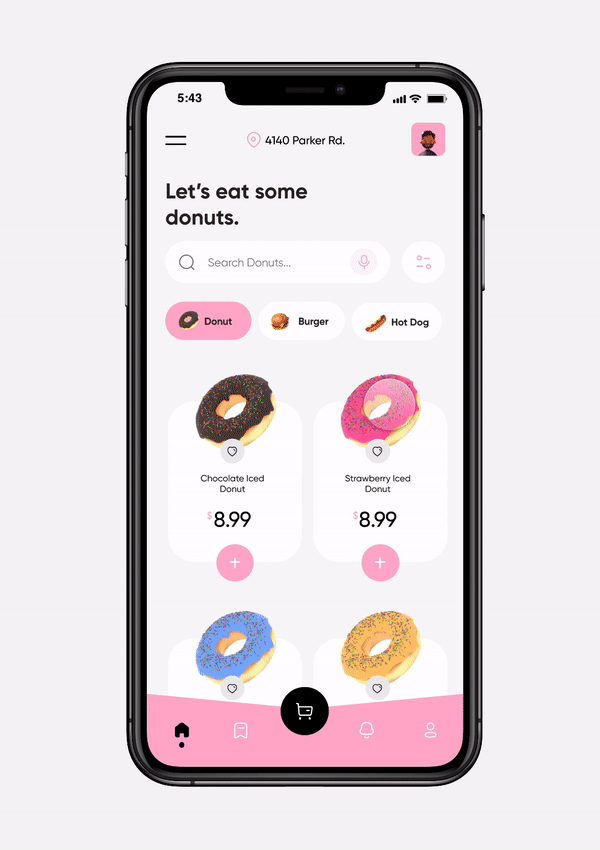 5:43
4140 Parker Rd.
Let's eat some
donuts.
Search Donuts...
Donut
Burger
Hot Dog
Chocolate Iced
Donut
$8.99
Strawberry Iced
Donut
$8.99